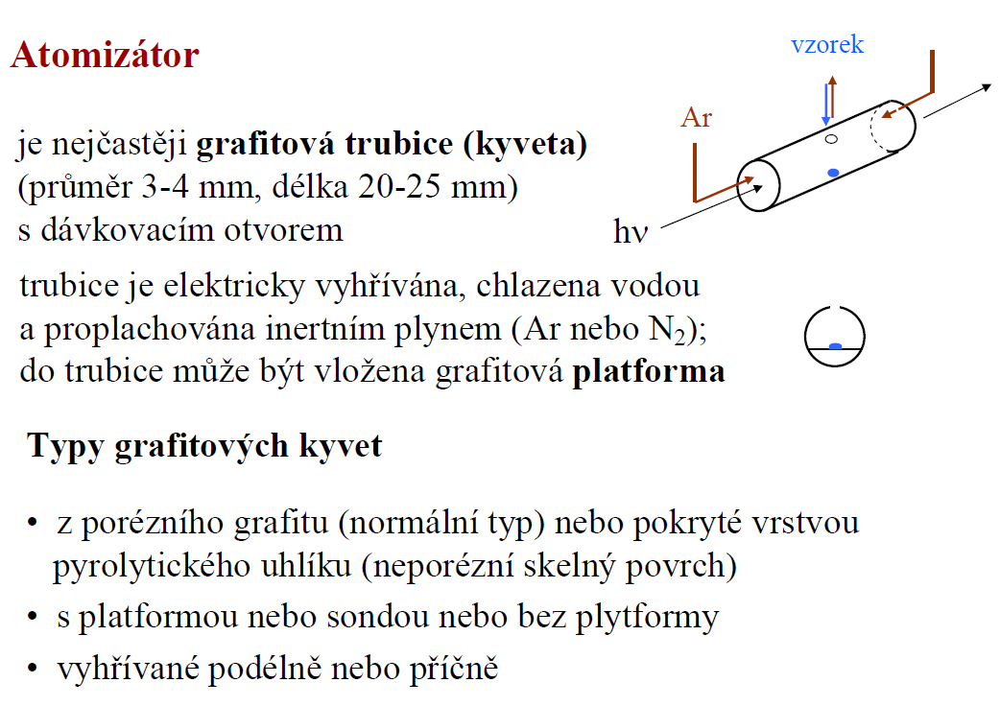 Atomizátor
vzorek
Ar
hν
je nejčastěji grafitová trubice (kyveta)
(průměr 3-4 mm, délka 20-25 mm)
s dávkovacím otvorem
trubice je elektricky vyhřívána, chlazena vodou
a proplachována inertním plynem (Ar nebo N₂);
do trubice může být vložena grafitová platforma
Typy grafitových kyvet
• z porézního grafitu (normální typ) nebo pokryté vrstvou
pyrolytického uhlíku (neporézní skelný povrch)
• s platformou nebo sondou nebo bez plytformy
• vyhřívané podélně nebo příčně